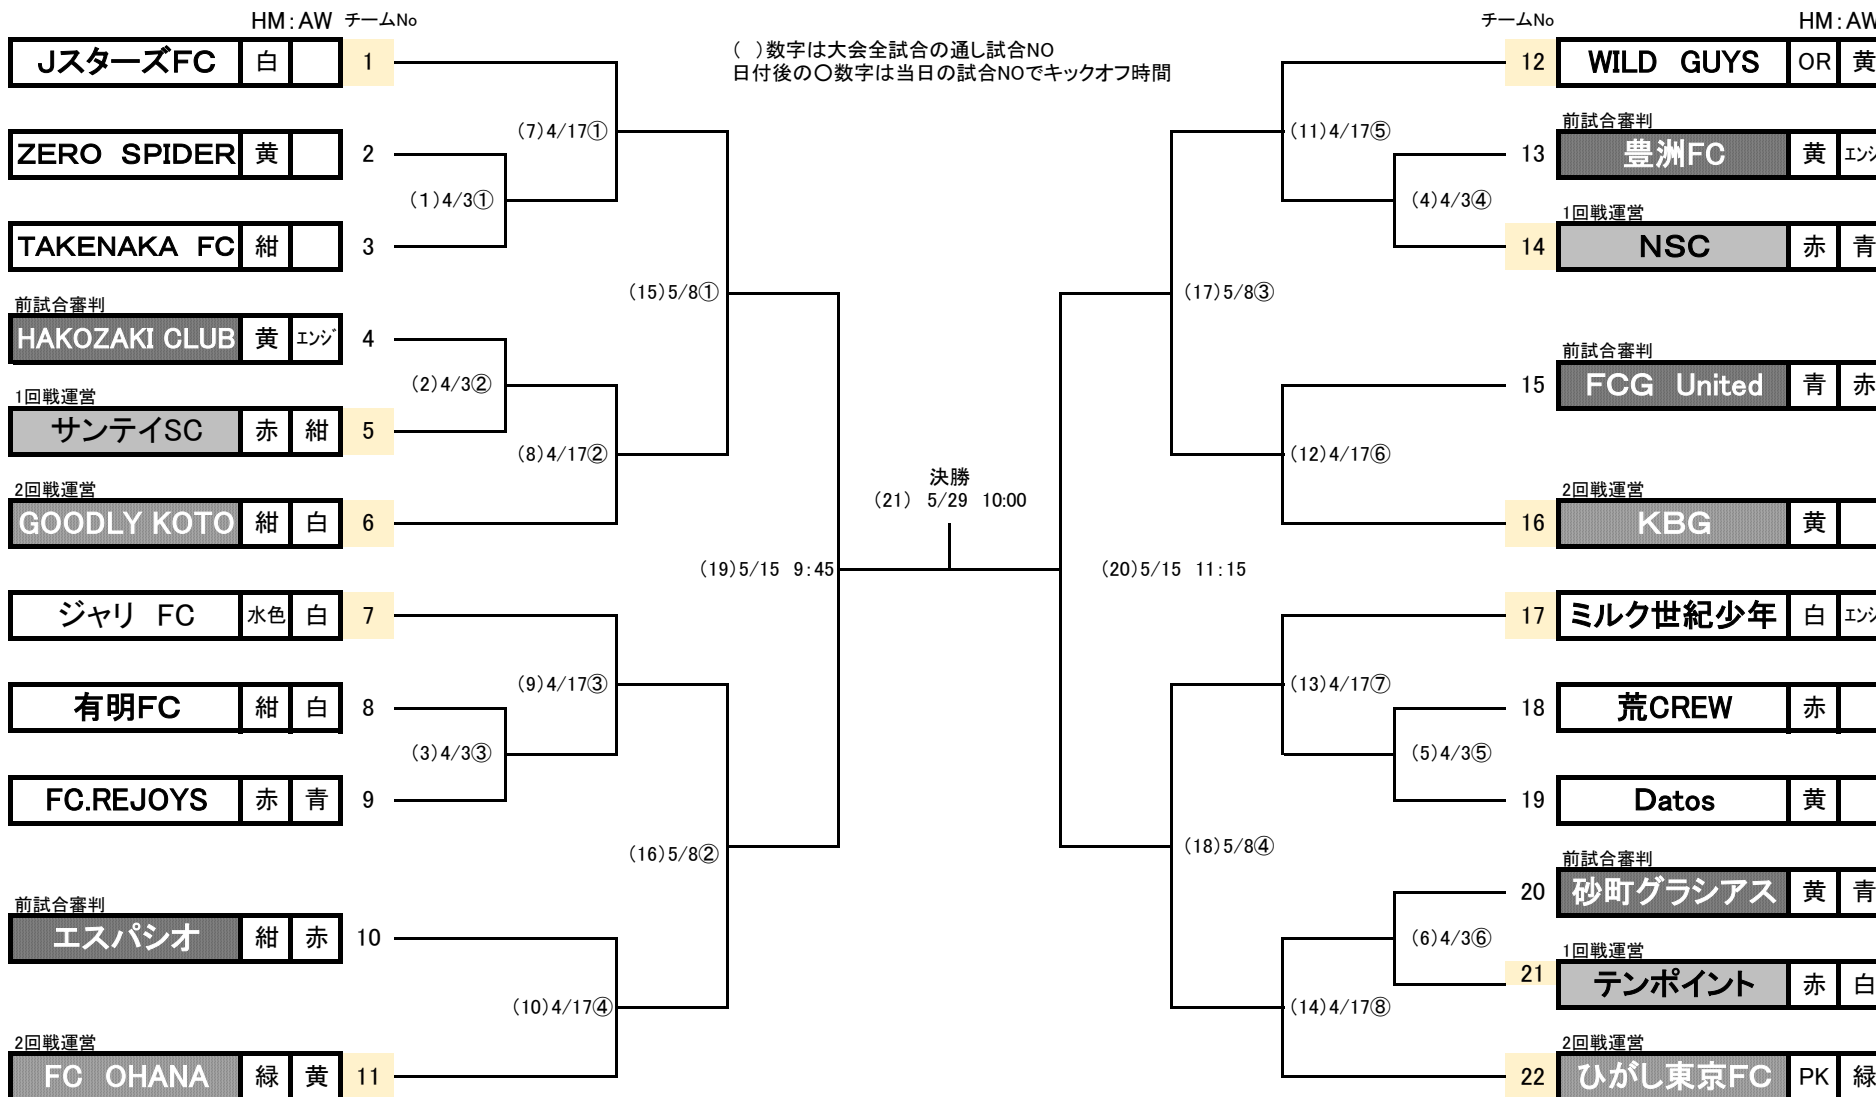 HM：AW チームNo
JスターズFC 白 1
ZERO SPIDER 黄 2
TAKENAKA FC 紺 3
前試合審判
HAKOZAKI CLUB 黄 エンジ 4
1回戦運営
サンテイSC 赤 紺 5
2回戦運営
GOODLY KOTO 紺 白 6
ジャリ FC 水色 白 7
有明FC 紺 白 8
FC.REJOYS 赤 青 9
前試合審判
エスパシオ 紺 赤 10
2回戦運営
FC OHANA 緑 黄 11
(7)4/17①
(1)4/3①
(15)5/8①
(2)4/3②
(8)4/17②
(19)5/15 9:45
(9)4/17③
(3)4/3③
(16)5/8②
(10)4/17④
（ ）数字は大会全試合の通し試合NO
日付後の〇数字は当日の試合NOでキックオフ時間
決勝
(21) 5/29 10:00
(11)4/17⑤
(4)4/3④
(17)5/8③
(12)4/17⑥
(20)5/15 11:15
(13)4/17⑦
(5)4/3⑤
(18)5/8④
(6)4/3⑥
(14)4/17⑧
チームNo HM：AW
12 WILD GUYS OR 黄
前試合審判
13 豊洲FC 黄 エンジ
1回戦運営
14 NSC 赤 青
前試合審判
15 FCG United 青 赤
2回戦運営
16 KBG 黄
17 ミルク世紀少年 白 エンジ
18 荒CREW 赤
19 Datos 黄
前試合審判
20 砂町グラシアス 黄 青
1回戦運営
21 テンポイント 赤 白
2回戦運営
22 ひがし東京FC PK 緑